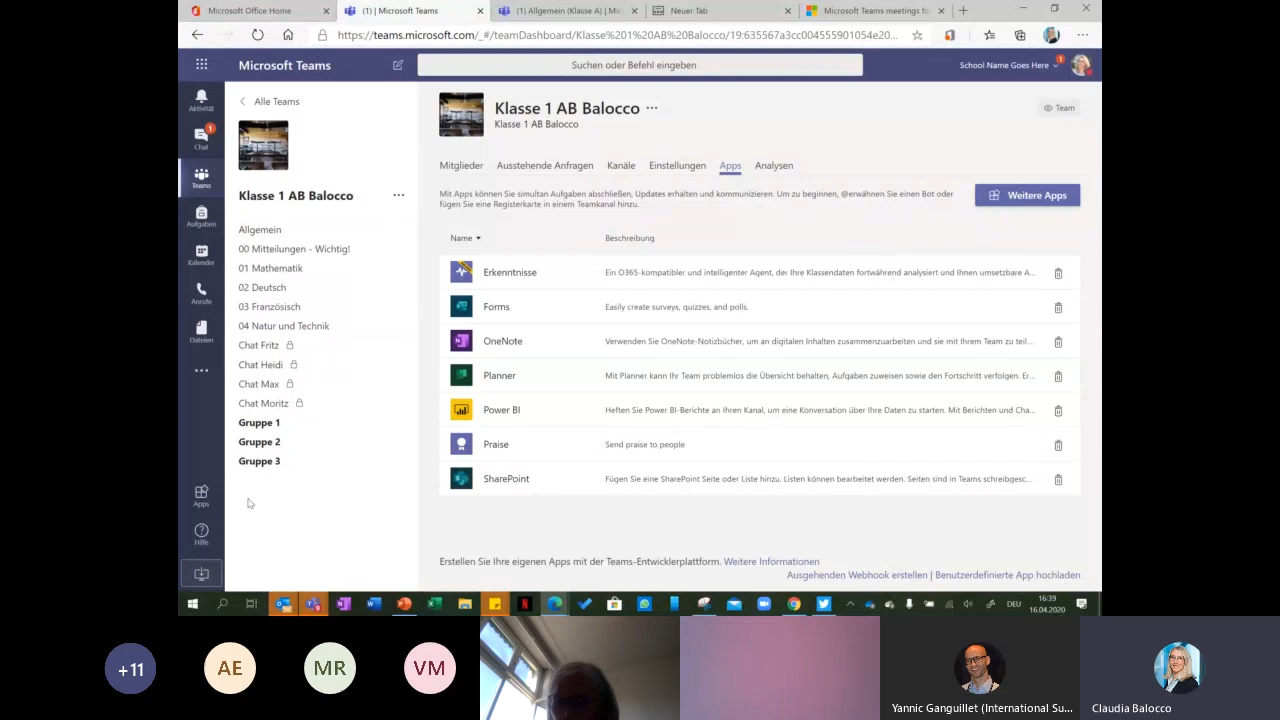 Microsoft Office Home
(1) | Microsoft Teams
(1) Allgemein (Klasse A) | Mic
Neuer Tab
Microsoft Teams meetings fo
https://teams.microsoft.com/_#/teamDashboard/Klasse%201%20AB%20Balocco/19:635567a3cc004555901054e20...
Microsoft Teams
Suchen oder Befehl eingeben
School Name Goes Here
1
Aktivität
Chat
1
Teams
Aufgaben
Kalender
Anrufe
Dateien
Apps
Hilfe
Alle Teams
Klasse 1 AB Balocco
Allgemein
00 Mitteilungen - Wichtig!
01 Mathematik
02 Deutsch
03 Französisch
04 Natur und Technik
Chat Fritz
Chat Heidi
Chat Max
Chat Moritz
Gruppe 1
Gruppe 2
Gruppe 3
Klasse 1 AB Balocco ...
Klasse 1 AB Balocco
Team
Mitglieder Ausstehende Anfragen Kanäle Einstellungen Apps Analysen
Mit Apps können Sie simultan Aufgaben abschließen, Updates erhalten und kommunizieren. Um zu beginnen, @erwähnen Sie einen Bot oder
fügen Sie eine Registerkarte in einem Teamkanal hinzu.
Weitere Apps
Name Beschreibung
Erkenntnisse Ein O365-kompatibler und intelligenter Agent, der Ihre Klassendaten fortwährend analysiert und Ihnen umsetzbare A...
Forms Easily create surveys, quizzes, and polls.
OneNote Verwenden Sie OneNote-Notizbücher, um an digitalen Inhalten zusammenzuarbeiten und sie mit Ihrem Team zu teil...
Planner Mit Planner kann Ihr Team problemlos die Übersicht behalten, Aufgaben zuweisen sowie den Fortschritt verfolgen. Er...
Power BI Heften Sie Power BI-Berichte an Ihren Kanal, um eine Konversation über Ihre Daten zu starten. Mit Berichten und Cha...
Praise Send praise to people
SharePoint Fügen Sie eine SharePoint Seite oder Liste hinzu. Listen können bearbeitet werden. Seiten sind in Teams schreibgesc...
Erstellen Sie Ihre eigenen Apps mit der Teams-Entwicklerplattform. Weitere Informationen
Ausgehenden Webhook erstellen | Benutzerdefinierte App hochladen
DEU
16:39
16.04.2020
+11
AE
MR
VM
Yannic Ganguillet (International Su...
Claudia Balocco